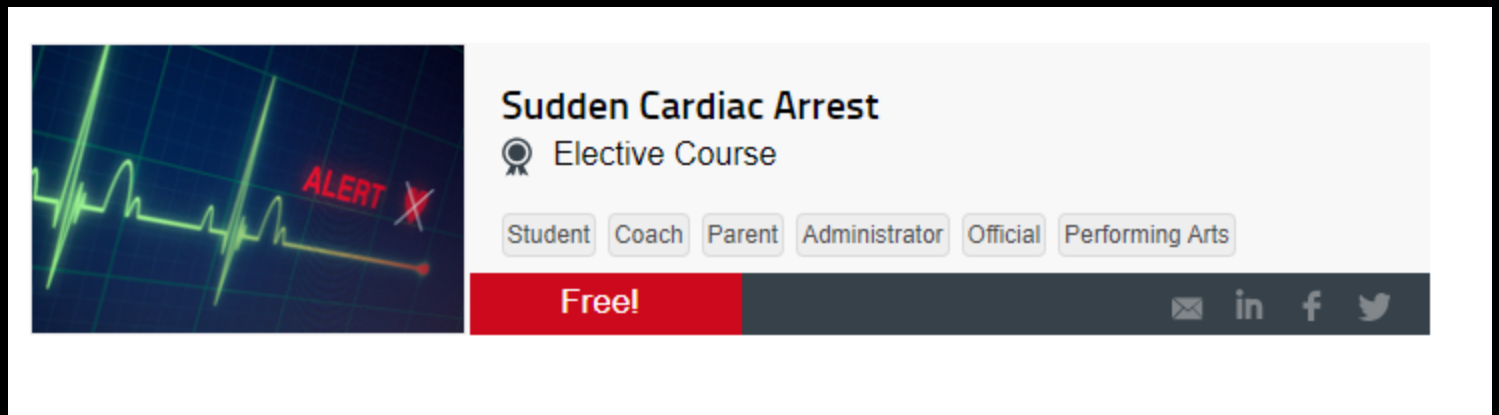 ALERT
Sudden Cardiac Arrest
Elective Course
Student Coach Parent Administrator Official Performing Arts
Free!